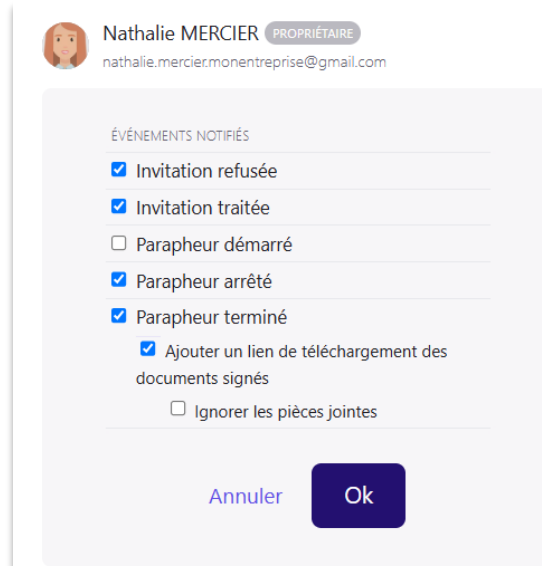 Nathalie MERCIER PROPRIÉTAIRE
nathalie.mercier.monentreprise@gmail.com
ÉVÉNEMENTS NOTIFIÉS
Invitation refusée
Invitation traitée
Parapheur démarré
Parapheur arrêté
Parapheur terminé
Ajouter un lien de téléchargement des
documents signés
Ignorer les pièces jointes
Annuler Ok